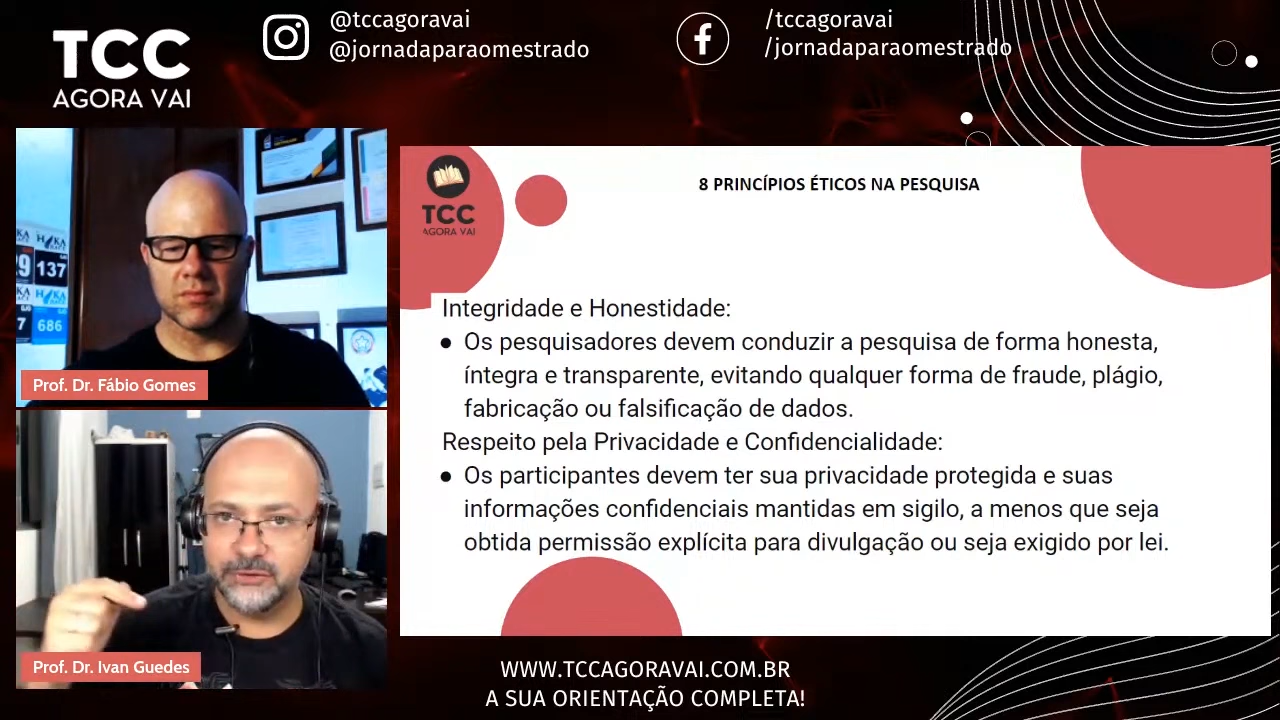 TCC
AGORA VAI
@tccagoravai
@jornadaparaomestrado
/tccagoravai
/jornadaparaomestrado
137
686
Prof. Dr. Fábio Gomes
Prof. Dr. Ivan Guedes
TCC
AGORA VAI
8 PRINCÍPIOS ÉTICOS NA PESQUISA
Integridade e Honestidade:
● Os pesquisadores devem conduzir a pesquisa de forma honesta,
íntegra e transparente, evitando qualquer forma de fraude, plágio,
fabricação ou falsificação de dados.
Respeito pela Privacidade e Confidencialidade:
● Os participantes devem ter sua privacidade protegida e suas
informações confidenciais mantidas em sigilo, a menos que seja
obtida permissão explícita para divulgação ou seja exigido por lei.
WWW.TCCAGORAVAI.COM.BR
A SUA ORIENTAÇÃO COMPLETA!